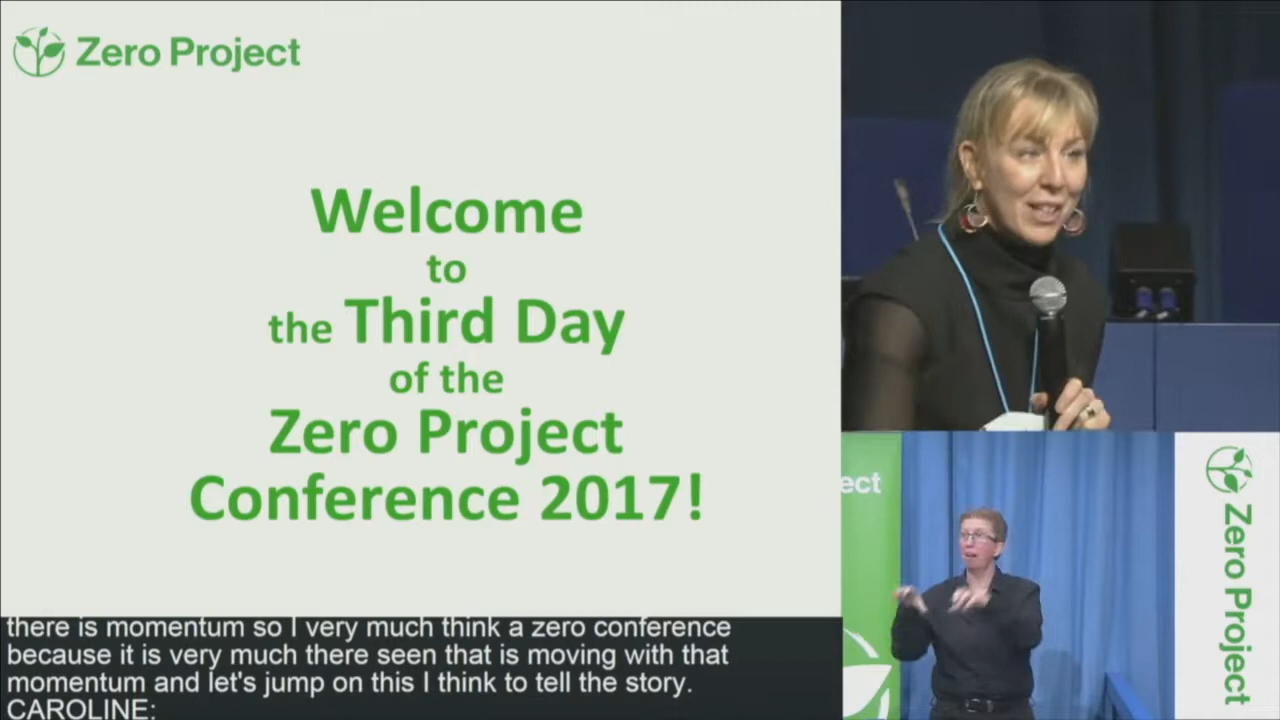 Zero Project
Welcome
to
the Third Day
of the
Zero Project
Conference 2017!
there is momentum so I very much think a zero conference
because it is very much there seen that is moving with that
momentum and let's jump on this I think to tell the story.
CAROLINE:
ect
Zero Project